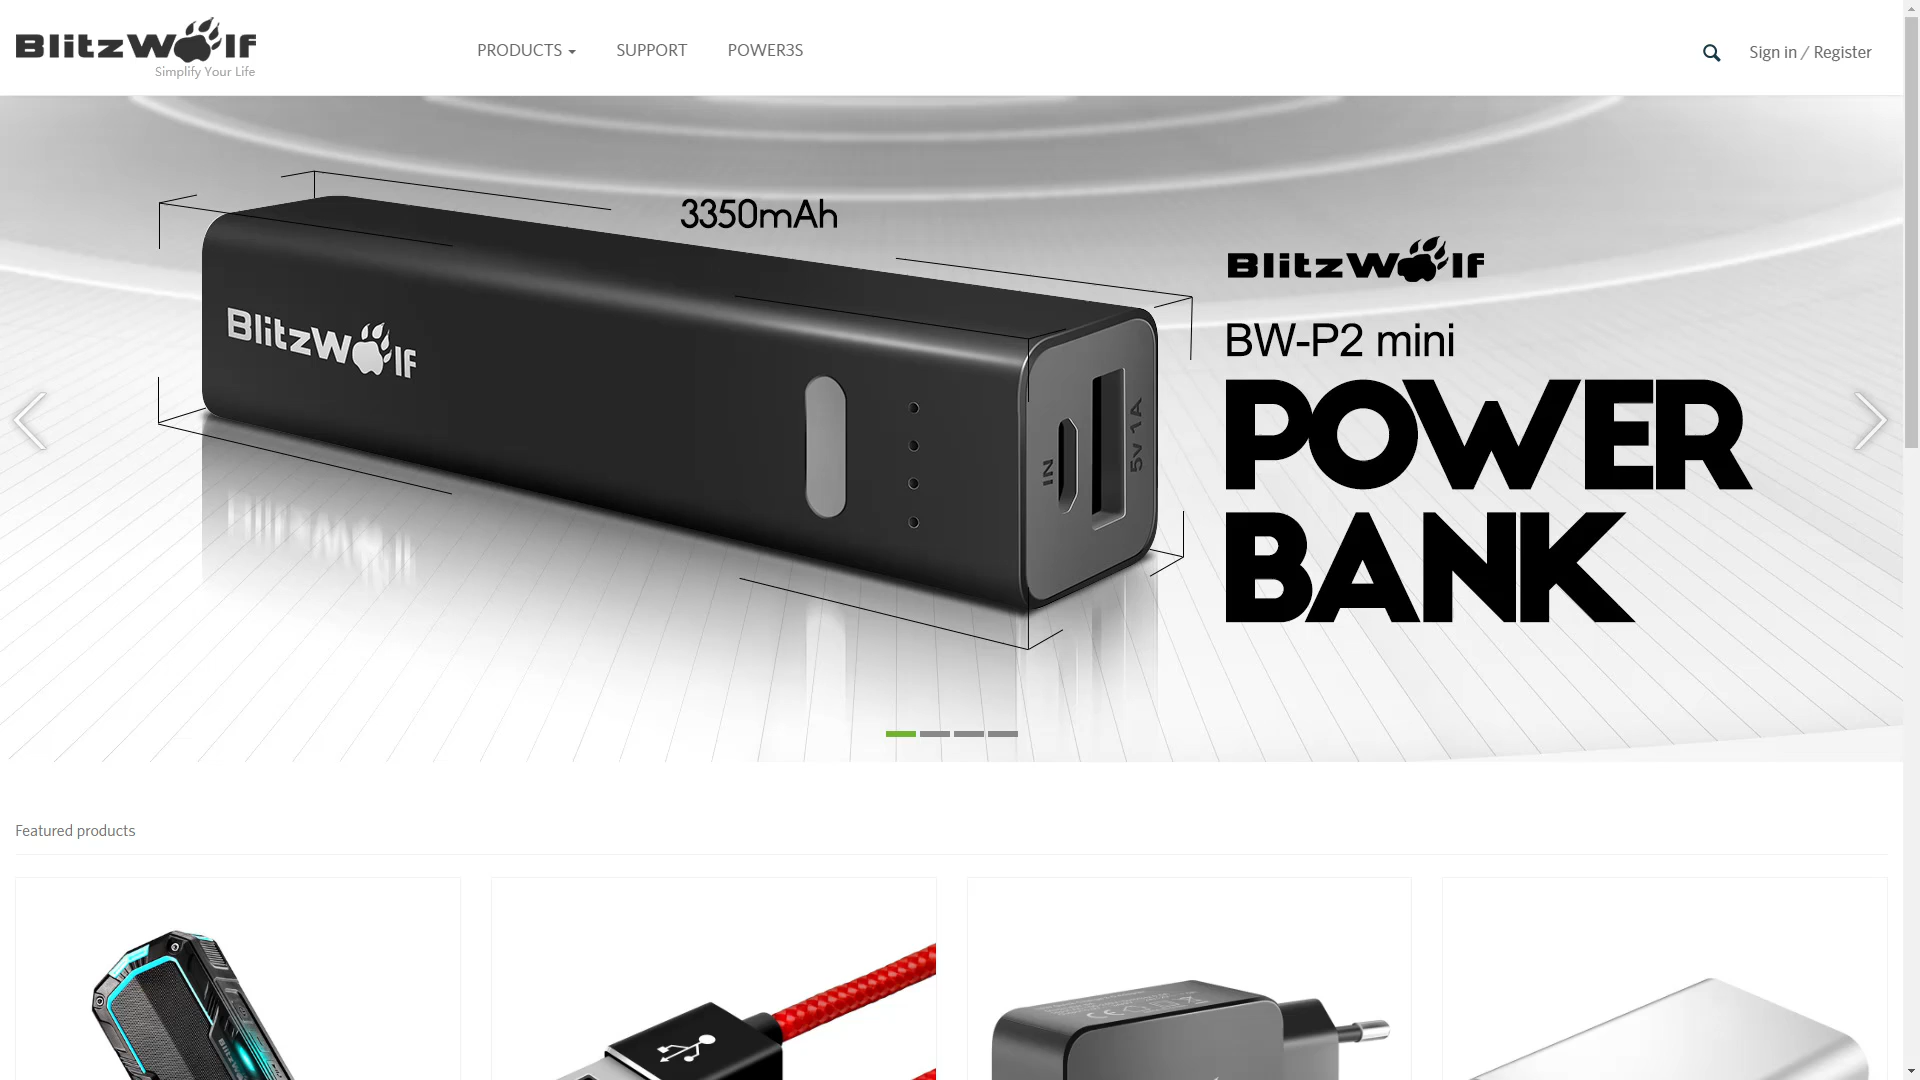 BlitzWolf
Simplify Your Life
PRODUCTS
SUPPORT
POWER3S
Sign in / Register
3350mAh
BlitzWolf
BW-P2 mini
POWER
BANK
BlitzWolf
IN
5V 1A
Featured products
BlitzWolf